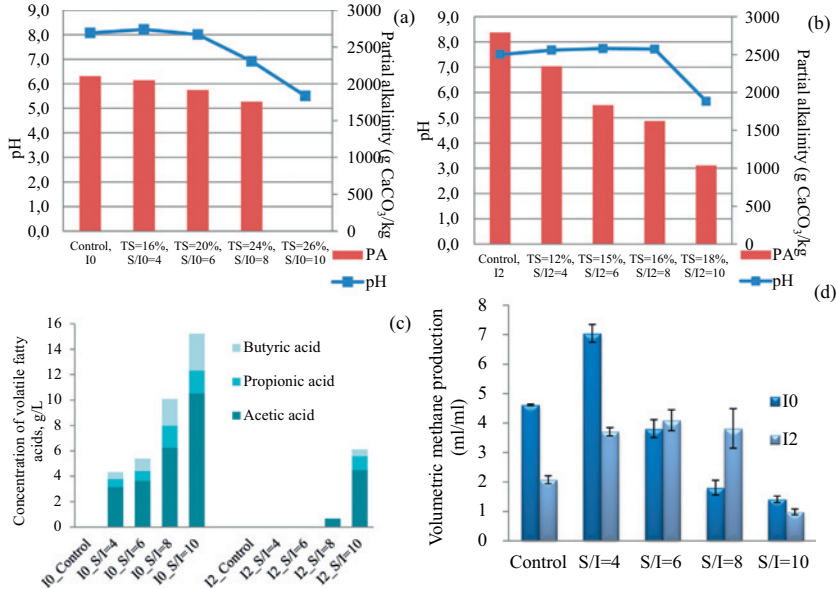 (a)
9,0
8,0
7,0
6,0
5,0
4,0
3,0
2,0
1,0
0,0
pH
3000
2500
2000
1500
1000
500
0
Partial alkalinity (g CaCO3/kg
Control, I0
TS=16%, S/I0=4
TS=20%, S/I0=6
TS=24%, S/I0=8
TS=26%, S/I0=10
PA
pH
(b)
9,0
8,0
7,0
6,0
5,0
4,0
3,0
2,0
1,0
0,0
pH
3000
2500
2000
1500
1000
500
0
Partial alkalinity (g CaCO3/kg
Control, I2
TS=12%, S/I2=4
TS=15%, S/I2=6
TS=16%, S/I2=8
TS=18%, S/I2=10
PA
pH
(c)
Concentration of volatile fatty
acids, g/L
16
14
12
10
8
6
4
2
0
Butyric acid
Propionic acid
Acetic acid
I0_Control
I0_S/I=4
I0_S/I=6
I0_S/I=8
I0_S/I=10
I2_Control
I2_S/I=4
I2_S/I=6
I2_S/I=8
I2_S/I=10
(d)
Volumetric methane production
(ml/ml)
8
7
6
5
4
3
2
1
0
I0
I2
Control
S/I=4
S/I=6
S/I=8
S/I=10